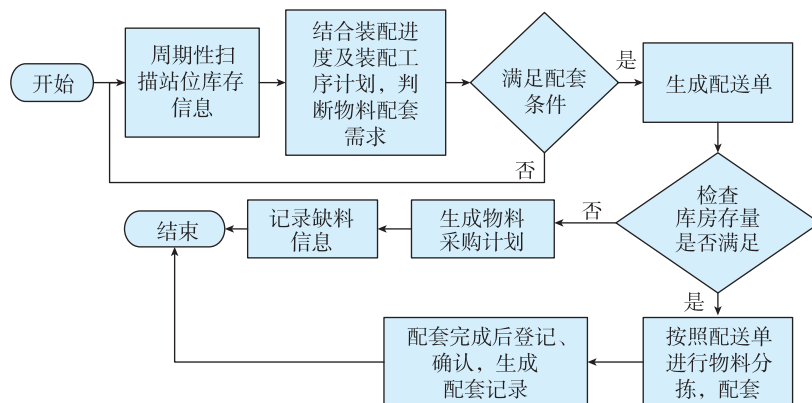 开始
周期性扫
描站位库存
信息
结合装配进
度及装配工
序计划，判
断物料配套
需求
满足配套
条件
是
生成配送单
否
检查
库房存量
是否满足
否
生成物料
采购计划
记录缺料
信息
结束
是
按照配送单
进行物料分
拣，配套
配套完成后登记、
确认，生成
配套记录